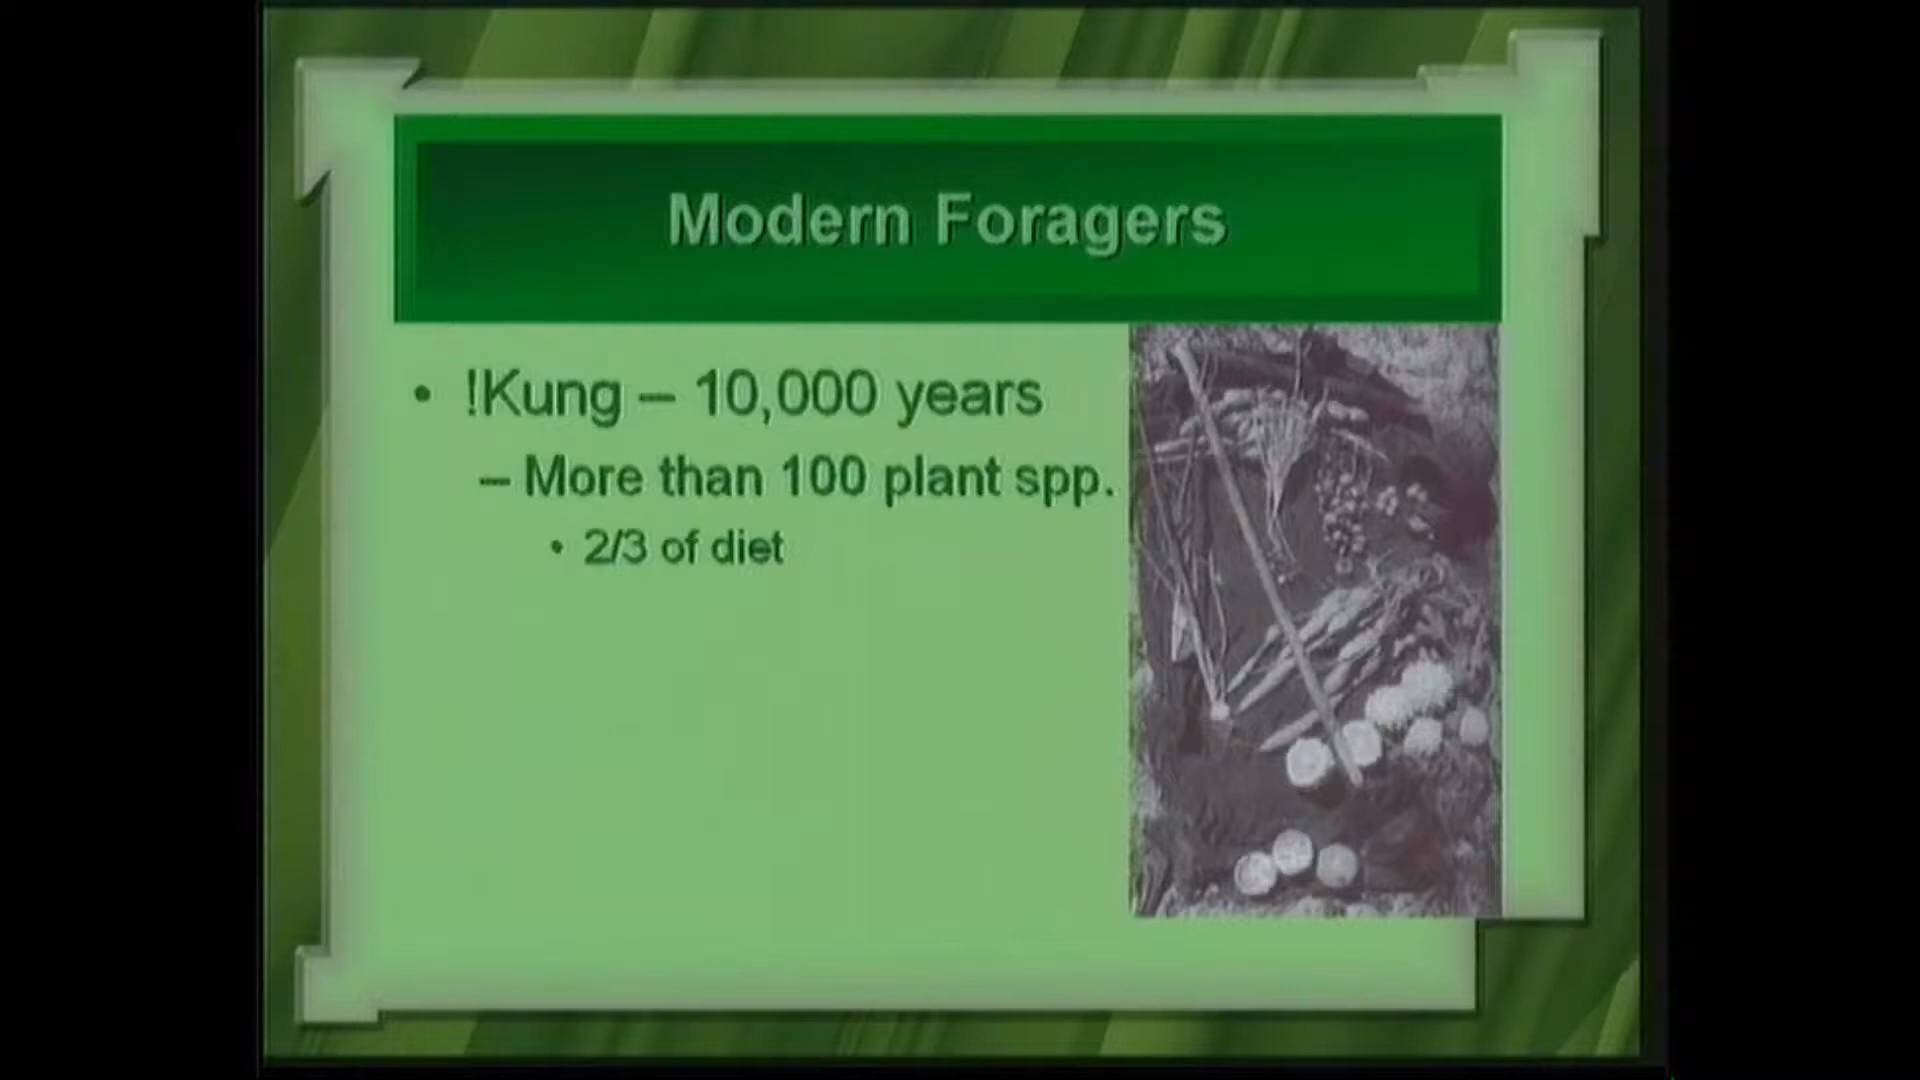 Modern Foragers
• !Kung – 10,000 years
– More than 100 plant spp.
• 2/3 of diet